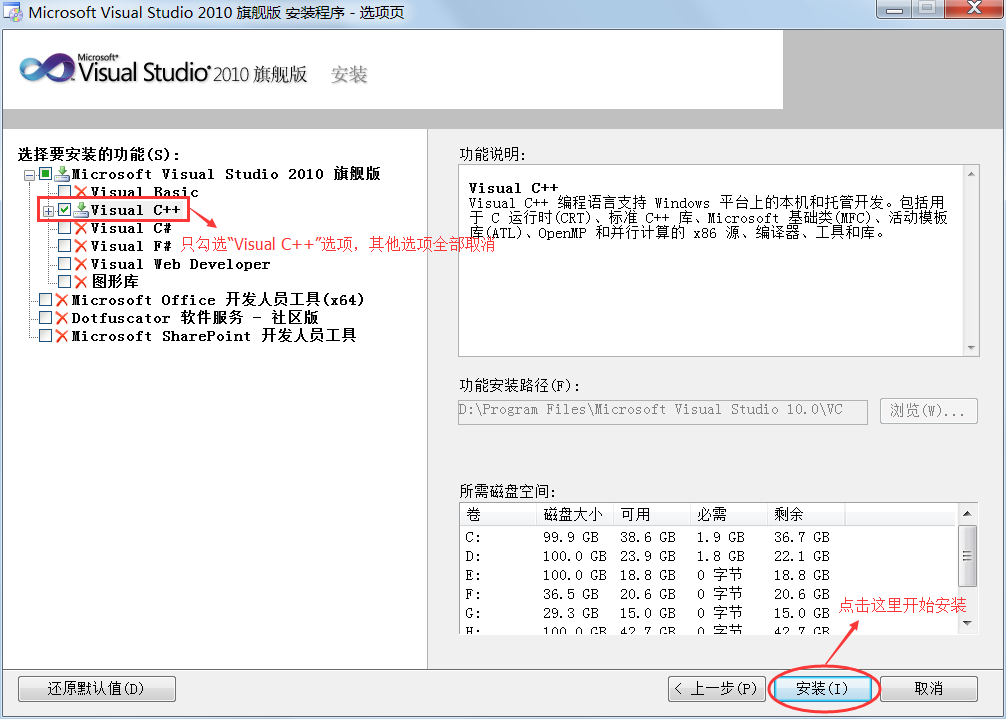 Microsoft Visual Studio 2010 旗舰版 安装程序 - 选项页
Microsoft®
Visual Studio® 2010 旗舰版 安装
选择要安装的功能(S):
Microsoft Visual Studio 2010 旗舰版
Visual Basic
Visual C++
Visual C#
Visual F#
只勾选“Visual C++”选项，其他选项全部取消
Visual Web Developer
图形库
Microsoft Office 开发人员工具(x64)
Dotfuscator 软件服务 - 社区版
Microsoft SharePoint 开发人员工具
功能说明:
Visual C++
Visual C++ 编程语言支持 Windows 平台上的本机和托管开发。包括用
于 C 运行时(CRT)、标准 C++ 库、Microsoft 基础类(MFC)、活动模板
库(ATL)、OpenMP 和并行计算的 x86 源、编译器、工具和库。
功能安装路径(F):
D:\Program Files\Microsoft Visual Studio 10.0\VC
浏览(W)...
所需磁盘空间:
卷 磁盘大小 可用 必需 剩余
C: 99.9 GB 38.6 GB 1.9 GB 36.7 GB
D: 100.0 GB 23.9 GB 1.8 GB 22.1 GB
E: 100.0 GB 18.8 GB 0 字节 18.8 GB
F: 36.5 GB 20.6 GB 0 字节 20.6 GB
G: 29.3 GB 15.0 GB 0 字节 15.0 GB
H: 100.0 GB 42.7 GB 0 字节 42.7 GB
点击这里开始安装
还原默认值(D)
< 上一步(P)
安装(I)
取消